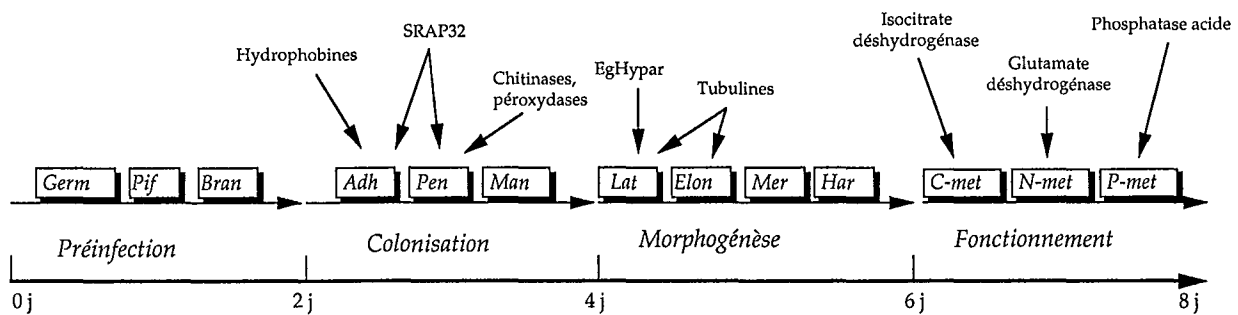 SRAP32
Isocitrate
déshydrogénase
Phosphatase acide
Hydrophobines
EgHypar
Glutamate
déshydrogénase
Chitinases,
péroxydases
Tubulines
Germ Pif Bran Adh Pen Man Lat Elon Mer Har C-met N-met P-met
Préinfection Colonisation Morphogénèse Fonctionnement
0 j 2 j 4 j 6 j 8 j